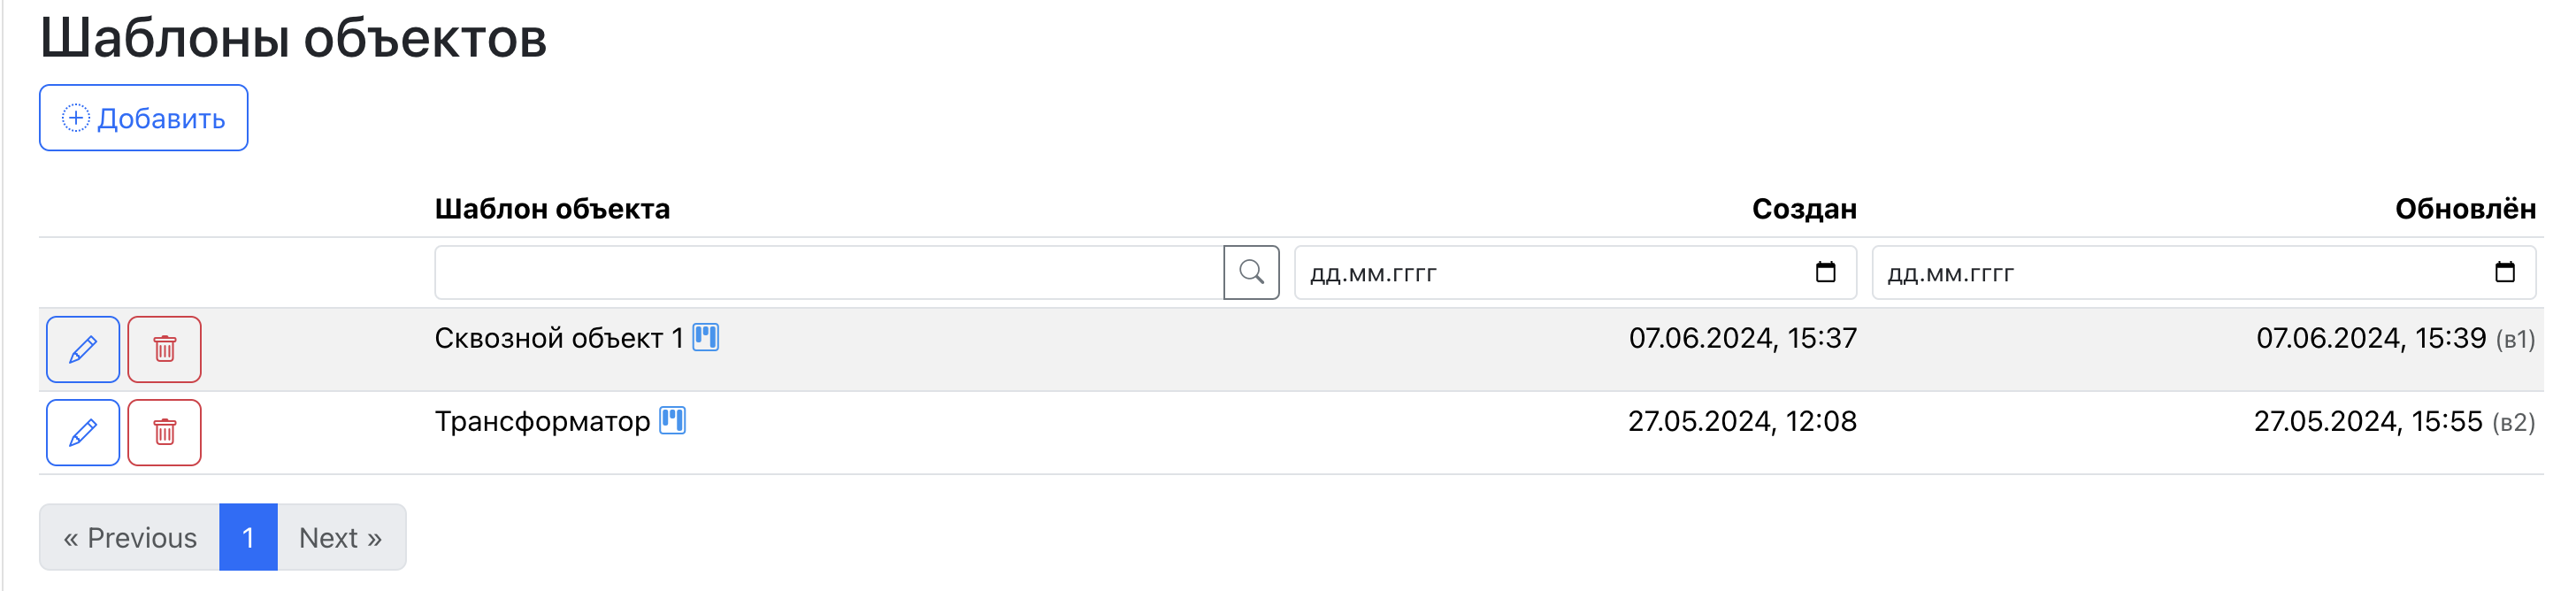 Шаблоны объектов
Добавить
Шаблон объекта Создан Обновлён
дд.мм.гггг дд.мм.гггг
Сквозной объект 1 07.06.2024, 15:37 07.06.2024, 15:39 (в1)
Трансформатор 27.05.2024, 12:08 27.05.2024, 15:55 (в2)
« Previous 1 Next »